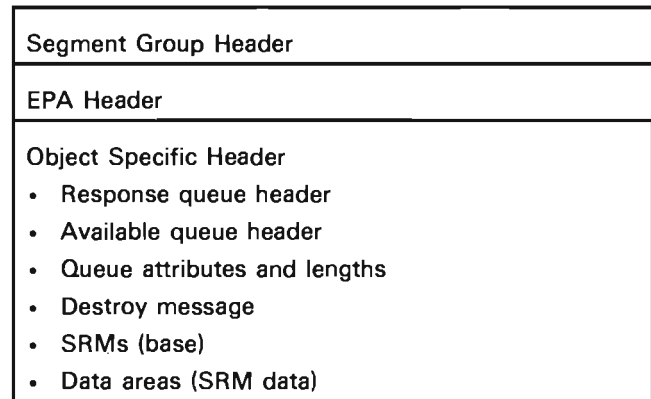 Segment Group Header
EPA Header
Object Specific Header
• Response queue header
• Available queue header
• Queue attributes and lengths
• Destroy message
• SRMs (base)
• Data areas (SRM data)